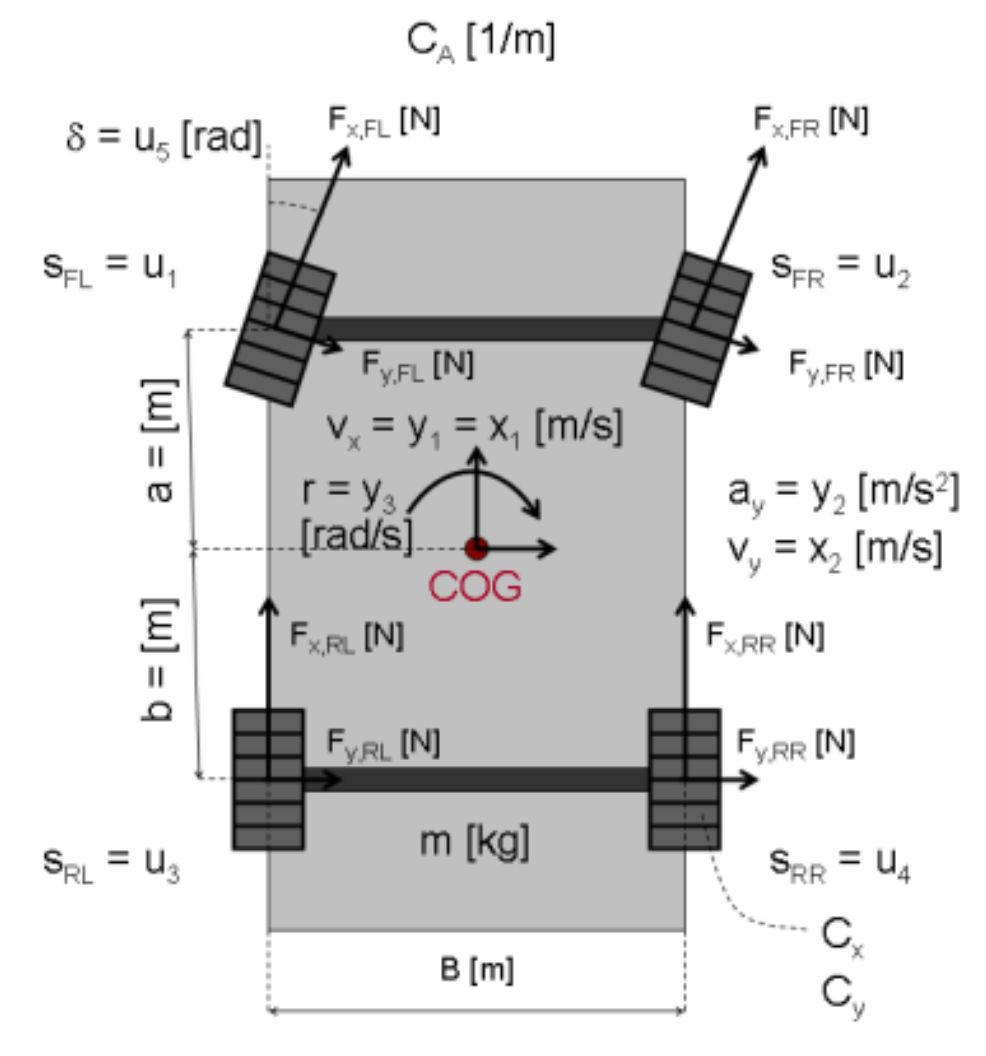 C_A [1/m]
F_x,FL [N]
F_x,FR [N]
δ = u_5 [rad]
s_FL = u_1
s_FR = u_2
F_y,FL [N]
F_y,FR [N]
a = [m]
v_x = y_1 = x_1 [m/s]
r = y_3
[rad/s]
a_y = y_2 [m/s²]
v_y = x_2 [m/s]
COG
b = [m]
F_x,RL [N]
F_x,RR [N]
F_y,RL [N]
F_y,RR [N]
m [kg]
s_RL = u_3
s_RR = u_4
C_x
C_y
B [m]